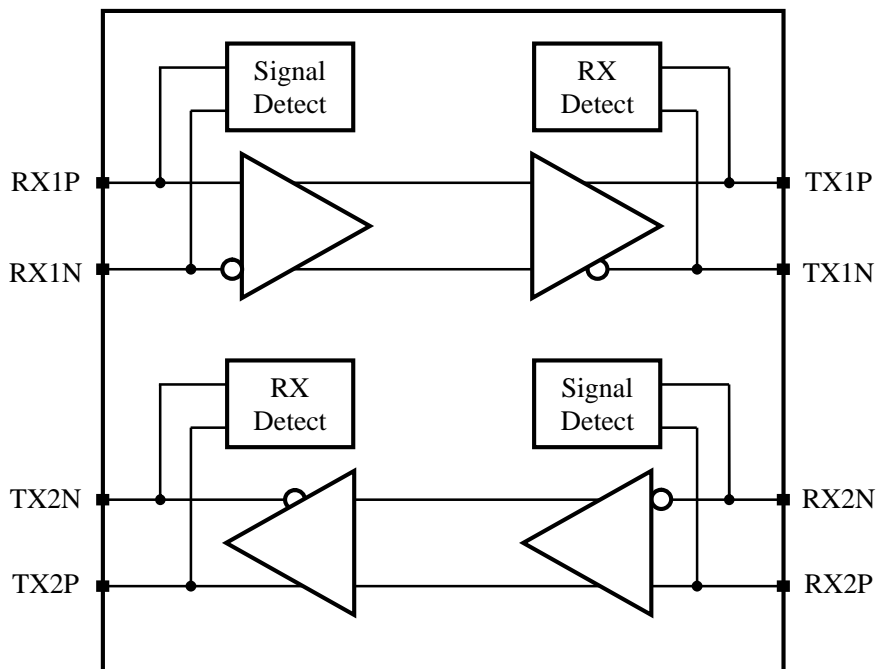 Signal
Detect
RX
Detect
RX1P
TX1P
RX1N
TX1N
RX
Detect
Signal
Detect
TX2N
RX2N
TX2P
RX2P